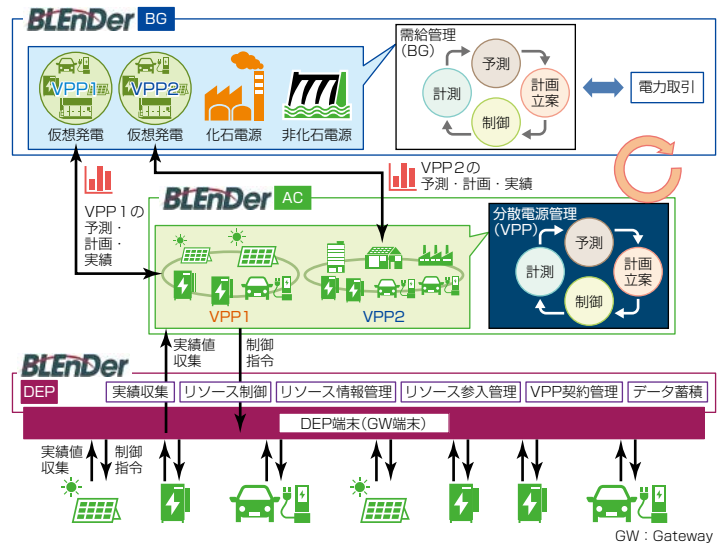 BLEnDer BG
VPP1
VPP2
仮想発電
仮想発電
化石電源
非化石電源
需給管理
(BG)
予測
計測
計画
立案
制御
電力取引
VPP1の
予測・
計画・
実績
VPP2の
予測・計画・実績
BLEnDer AC
VPP1
VPP2
分散電源管理
(VPP)
予測
計測
計画
立案
制御
実績値
収集
制御
指令
BLEnDer
DEP
実績収集
リソース制御
リソース情報管理
リソース参入管理
VPP契約管理
データ蓄積
DEP端末(GW端末)
実績値
収集
制御
指令
GW：Gateway